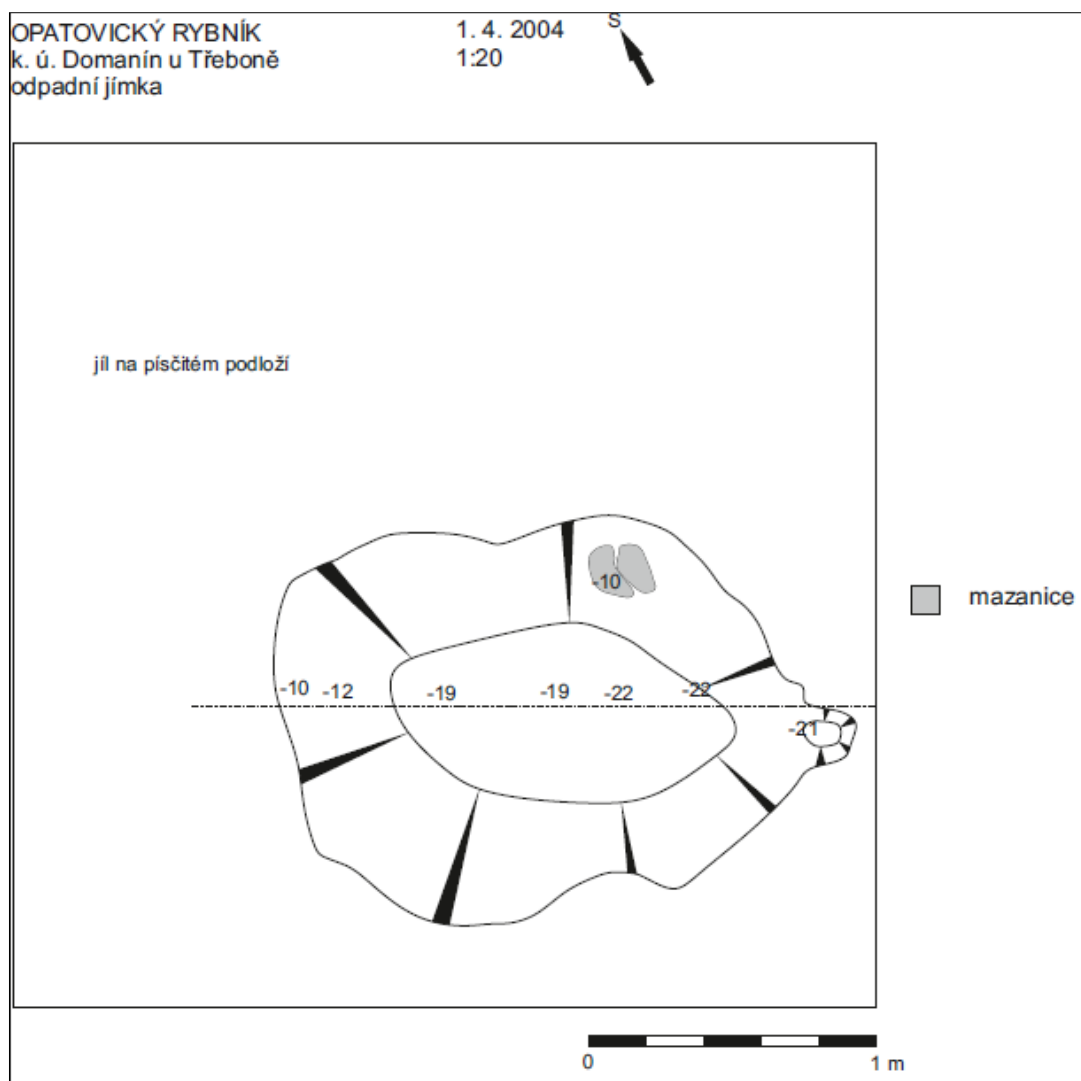 OPATOVICKÝ RYBNÍK
k. ú. Domanín u Třeboně
odpadní jímka
1. 4. 2004
1:20
S
jíl na písčitém podloží
-10
mazanice
-10 -12 -19 -19 -22 -22
-21
0 1 m